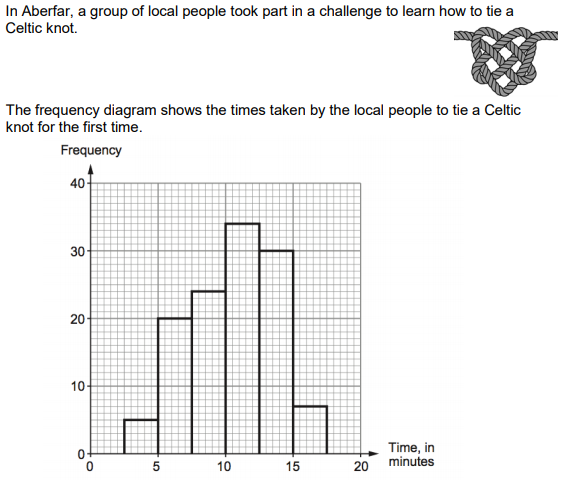 In Aberfar, a group of local people took part in a challenge to learn how to tie a
Celtic knot.
The frequency diagram shows the times taken by the local people to tie a Celtic
knot for the first time.
Frequency
40
30
20
10
0
0 5 10 15 20
Time, in
minutes